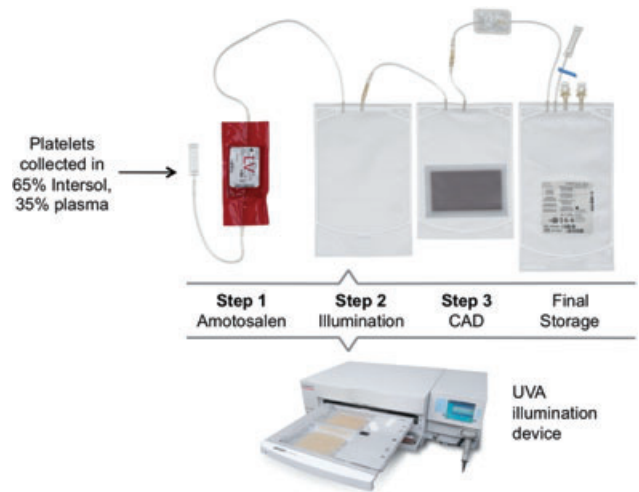 Platelets
collected in
65% Intersol,
35% plasma
UV
Step 1
Amotosalen
Step 2
Illumination
Step 3
CAD
Final
Storage
UVA
illumination
device